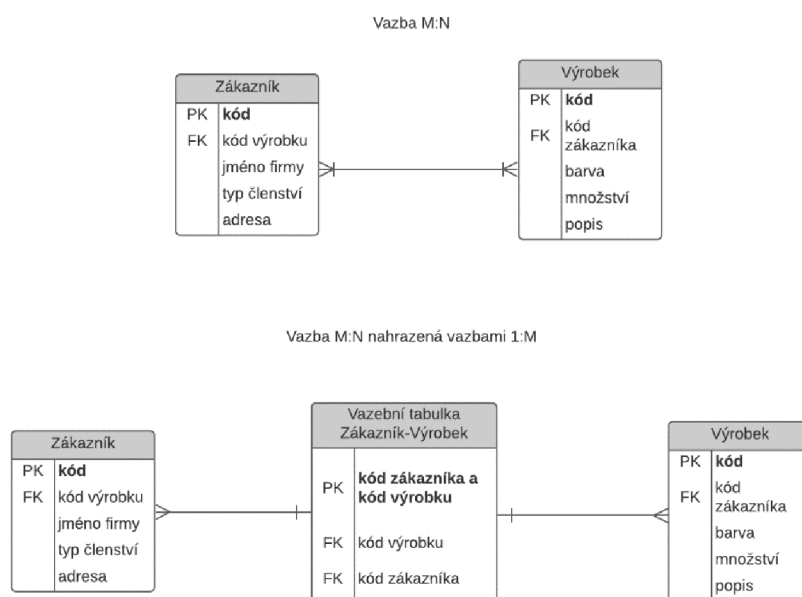 Vazba M:N
Zákazník
PK kód
FK kód výrobku
jméno firmy
typ členství
adresa
Výrobek
PK kód
FK kód
zákazníka
barva
množství
popis
Vazba M:N nahrazená vazbami 1:M
Zákazník
PK kód
FK kód výrobku
jméno firmy
typ členství
adresa
Vazební tabulka
Zákazník-Výrobek
PK kód zákazníka a
kód výrobku
FK kód výrobku
FK kód zákazníka
Výrobek
PK kód
FK kód
zákazníka
barva
množství
popis